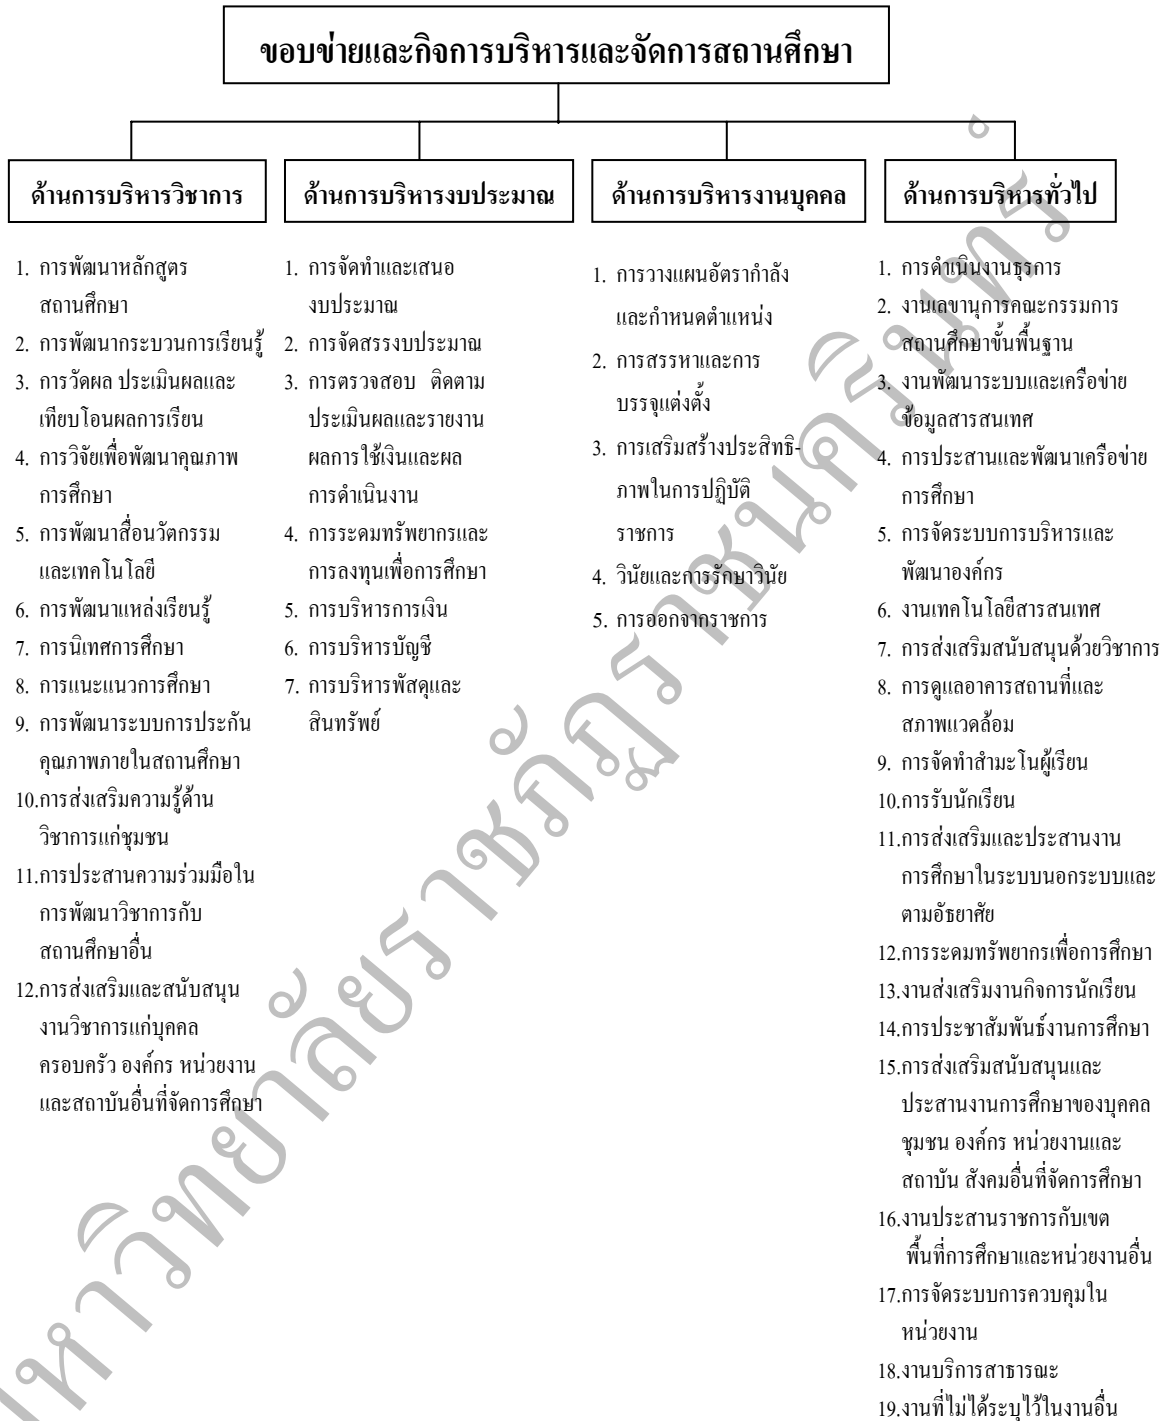 ขอบข่ายและกิจการบริหารและจัดการสถานศึกษา
ด้านการบริหารวิชาการ
1. การพัฒนาหลักสูตร
สถานศึกษา
2. การพัฒนากระบวนการเรียนรู้
3. การวัดผล ประเมินผลและ
เทียบโอนผลการเรียน
4. การวิจัยเพื่อพัฒนาคุณภาพ
การศึกษา
5. การพัฒนาสื่อนวัตกรรม
และเทคโนโลยี
6. การพัฒนาแหล่งเรียนรู้
7. การนิเทศการศึกษา
8. การแนะแนวการศึกษา
9. การพัฒนาระบบการประกัน
คุณภาพภายในสถานศึกษา
10.การส่งเสริมความรู้ด้าน
วิชาการแก่ชุมชน
11.การประสานความร่วมมือใน
การพัฒนาวิชาการกับ
สถานศึกษาอื่น
12.การส่งเสริมและสนับสนุน
งานวิชาการแก่บุคคล
ครอบครัว องค์กร หน่วยงาน
และสถาบันอื่นที่จัดการศึกษา
ด้านการบริหารงบประมาณ
1. การจัดทำและเสนอ
งบประมาณ
2. การจัดสรรงบประมาณ
3. การตรวจสอบ ติดตาม
ประเมินผลและรายงาน
ผลการใช้เงินและผล
การดำเนินงาน
4. การระดมทรัพยากรและ
การลงทุนเพื่อการศึกษา
5. การบริหารการเงิน
6. การบริหารบัญชี
7. การบริหารพัสดุและ
สินทรัพย์
ด้านการบริหารงานบุคคล
1. การวางแผนอัตรากำลัง
และกำหนดตำแหน่ง
2. การสรรหาและการ
บรรจุแต่งตั้ง
3. การเสริมสร้างประสิทธิ-
ภาพในการปฏิบัติ
ราชการ
4. วินัยและการรักษาวินัย
5. การออกจากราชการ
ด้านการบริหารทั่วไป
1. การดำเนินงานธุรการ
2. งานเลขานุการคณะกรรมการ
สถานศึกษาขั้นพื้นฐาน
3. งานพัฒนาระบบและเครือข่าย
ข้อมูลสารสนเทศ
4. การประสานและพัฒนาเครือข่าย
การศึกษา
5. การจัดระบบการบริหารและ
พัฒนาองค์กร
6. งานเทคโนโลยีสารสนเทศ
7. การส่งเสริมสนับสนุนด้วยวิชาการ
8. การดูแลอาคารสถานที่และ
สภาพแวดล้อม
9. การจัดทำสำมะโนผู้เรียน
10.การรับนักเรียน
11.การส่งเสริมและประสานงาน
การศึกษาในระบบนอกระบบและ
ตามอัธยาศัย
12.การระดมทรัพยากรเพื่อการศึกษา
13.งานส่งเสริมงานกิจการนักเรียน
14.การประชาสัมพันธ์งานการศึกษา
15.การส่งเสริมสนับสนุนและ
ประสานงานการศึกษาของบุคคล
ชุมชน องค์กร หน่วยงานและ
สถาบัน สังคมอื่นที่จัดการศึกษา
16.งานประสานราชการกับเขต
พื้นที่การศึกษาและหน่วยงานอื่น
17.การจัดระบบการควบคุมใน
หน่วยงาน
18.งานบริการสาธารณะ
19.งานที่ไม่ได้ระบุไว้ในงานอื่น
มหาวิทยาลัยราชภัฏราชนครินทร์